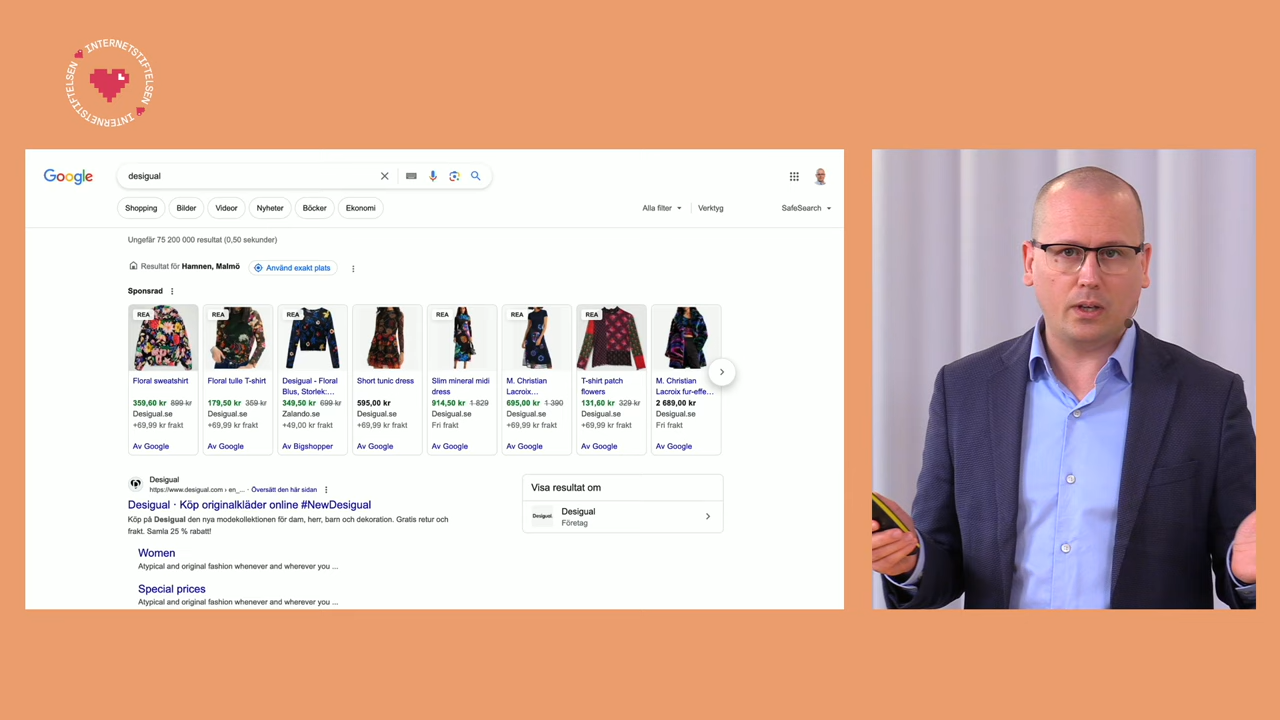 INTERNETSTIFTELSEN
INTERNETSTIFTELSEN
Google
desigual
Shopping
Bilder
Videor
Nyheter
Böcker
Ekonomi
Alla filter
Verktyg
SafeSearch
Ungefär 75 200 000 resultat (0,50 sekunder)
Resultat för Hamnen, Malmö
Använd exakt plats
Sponsrad
REA
Floral sweatshirt
359,60 kr 899 kr
Desigual.se
+69,99 kr frakt
Av Google
REA
Floral tulle T-shirt
179,50 kr 359 kr
Desigual.se
+69,99 kr frakt
Av Google
REA
Desigual - Floral
Blus, Storlek:...
349,50 kr 699 kr
Zalando.se
+49,00 kr frakt
Av Bigshopper
Short tunic dress
595,00 kr
Desigual.se
+69,99 kr frakt
Av Google
REA
Slim mineral midi
dress
914,50 kr 1 829
Desigual.se
Fri frakt
Av Google
REA
M. Christian
Lacroix...
695,00 kr 1 390
Desigual.se
+69,99 kr frakt
Av Google
REA
T-shirt patch
flowers
131,60 kr 329 kr
Desigual.se
+69,99 kr frakt
Av Google
M. Christian
Lacroix fur-effe...
2 689,00 kr
Desigual.se
Fri frakt
Av Google
Desigual
https://www.desigual.com › en_... · Översätt den här sidan
Desigual · Köp originalkläder online #NewDesigual
Köp på Desigual den nya modekollektionen för dam, herr, barn och dekoration. Gratis retur och
frakt. Samla 25 % rabatt!
Women
Atypical and original fashion whenever and wherever you ...
Special prices
Atypical and original fashion whenever and wherever you ...
Visa resultat om
Desigual.
Desigual
Företag